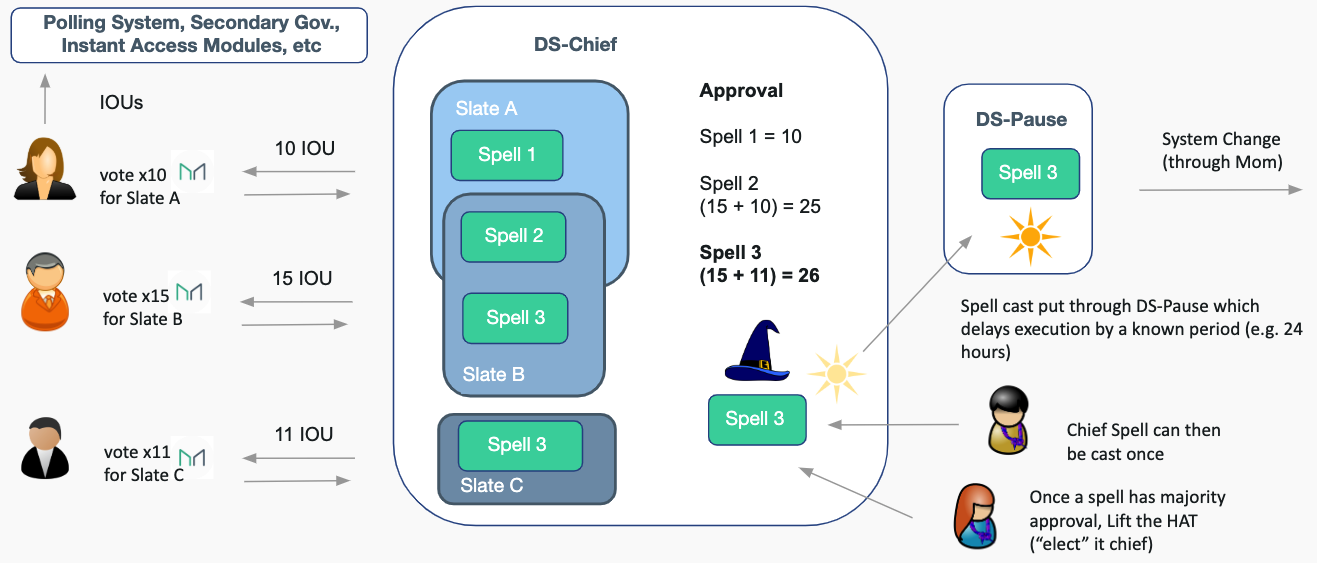 Polling System, Secondary Gov.,
Instant Access Modules, etc
IOUs
vote x10
for Slate A
10 IOU
vote x15
for Slate B
15 IOU
vote x11
for Slate C
11 IOU
DS-Chief
Slate A
Spell 1
Spell 2
Spell 3
Slate B
Spell 3
Slate C
Approval
Spell 1 = 10
Spell 2
(15 + 10) = 25
Spell 3
(15 + 11) = 26
Spell 3
DS-Pause
Spell 3
System Change
(through Mom)
Spell cast put through DS-Pause which
delays execution by a known period (e.g. 24
hours)
Chief Spell can then
be cast once
Once a spell has majority
approval, Lift the HAT
(“elect” it chief)